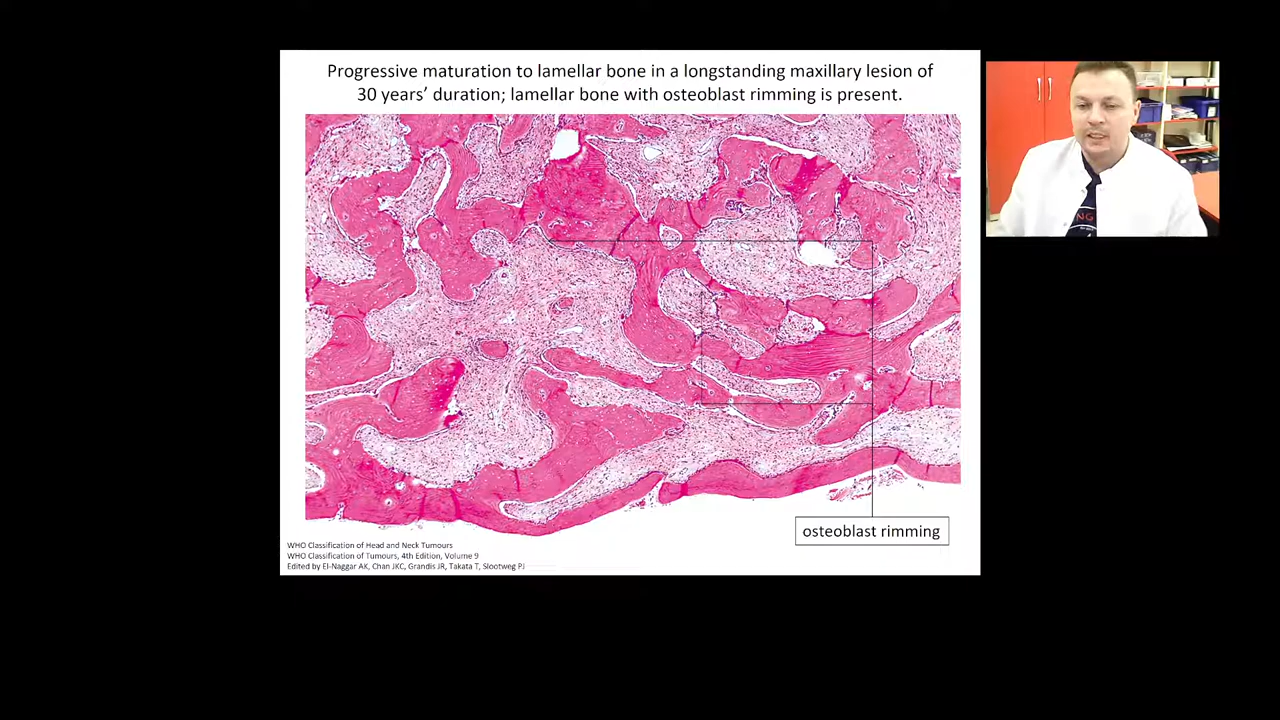 Progressive maturation to lamellar bone in a longstanding maxillary lesion of
30 years' duration; lamellar bone with osteoblast rimming is present.
osteoblast rimming
WHO Classification of Head and Neck Tumours
WHO Classification of Tumours, 4th Edition, Volume 9
Edited by El-Naggar AK, Chan JKC, Grandis JR, Takata T, Slootweg PJ